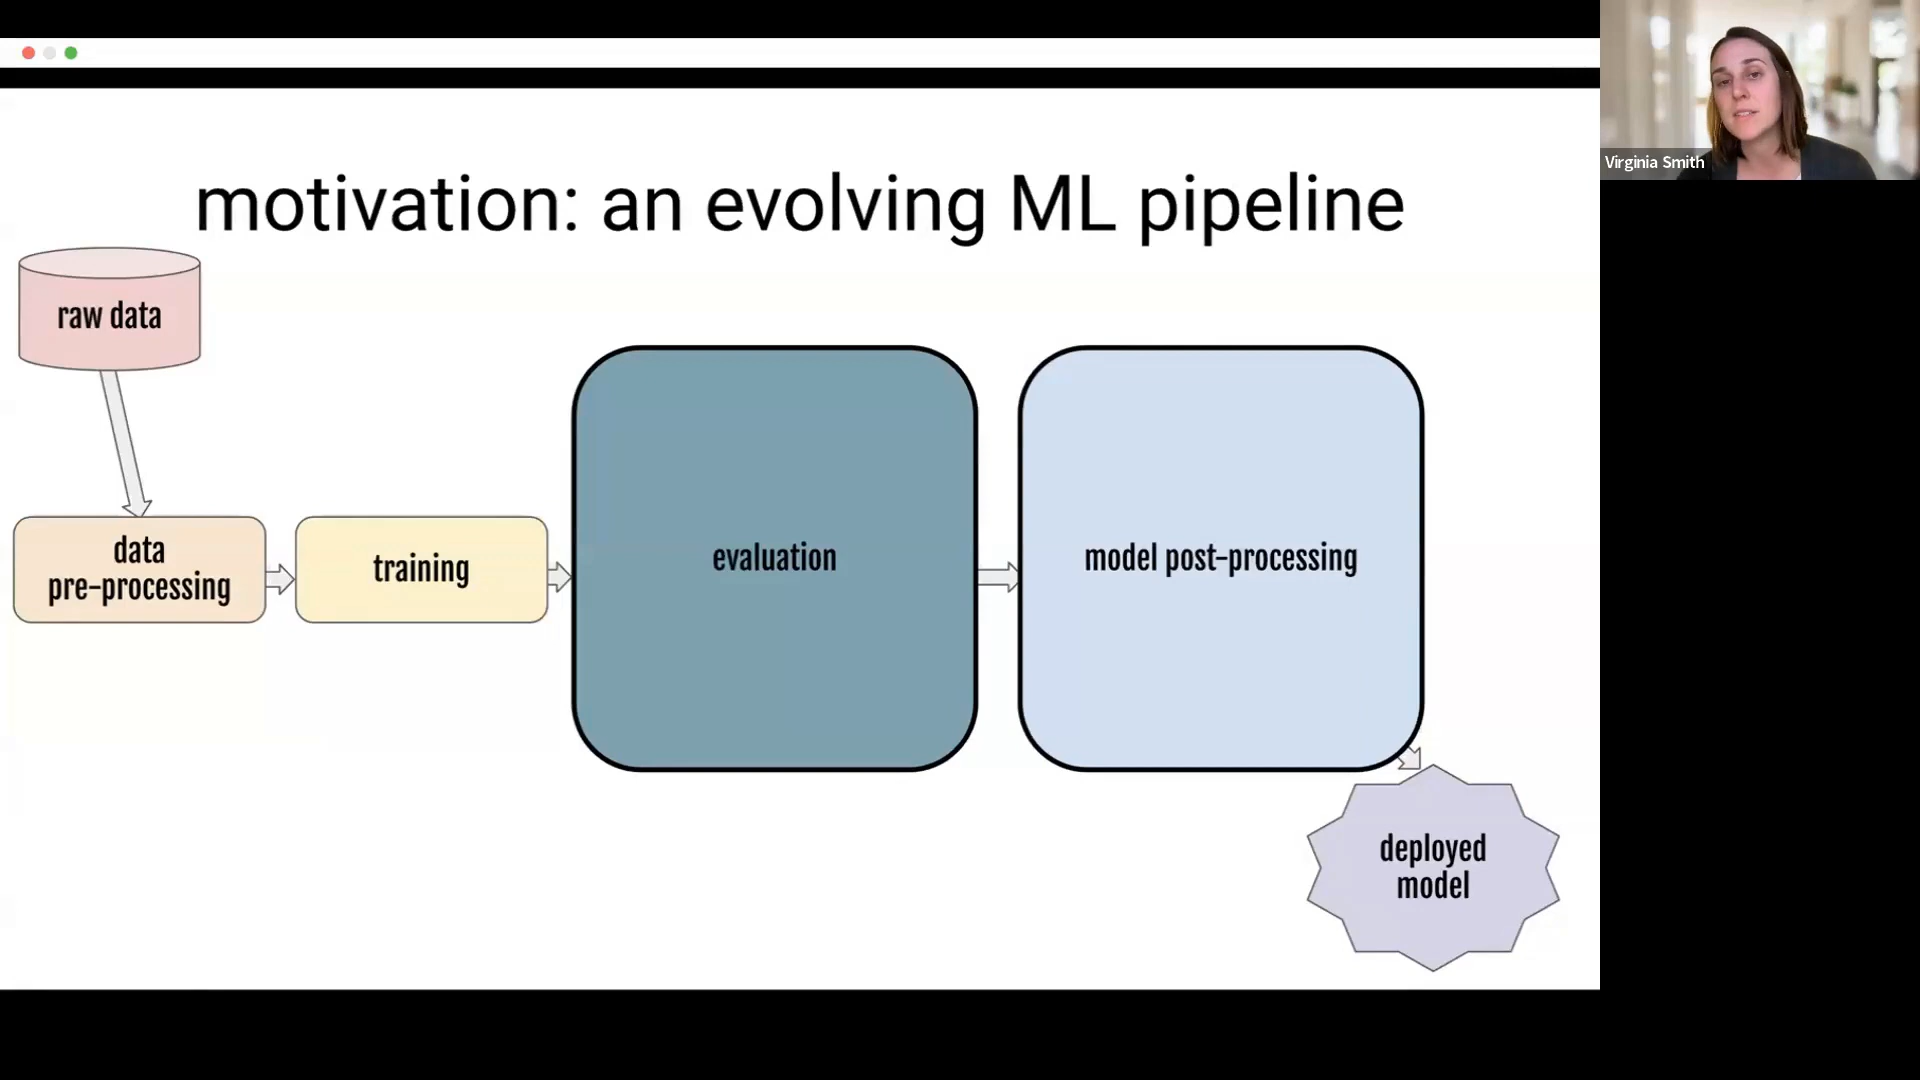 Virginia Smith
motivation: an evolving ML pipeline
raw data
data
pre-processing
training
evaluation
model post-processing
deployed
model